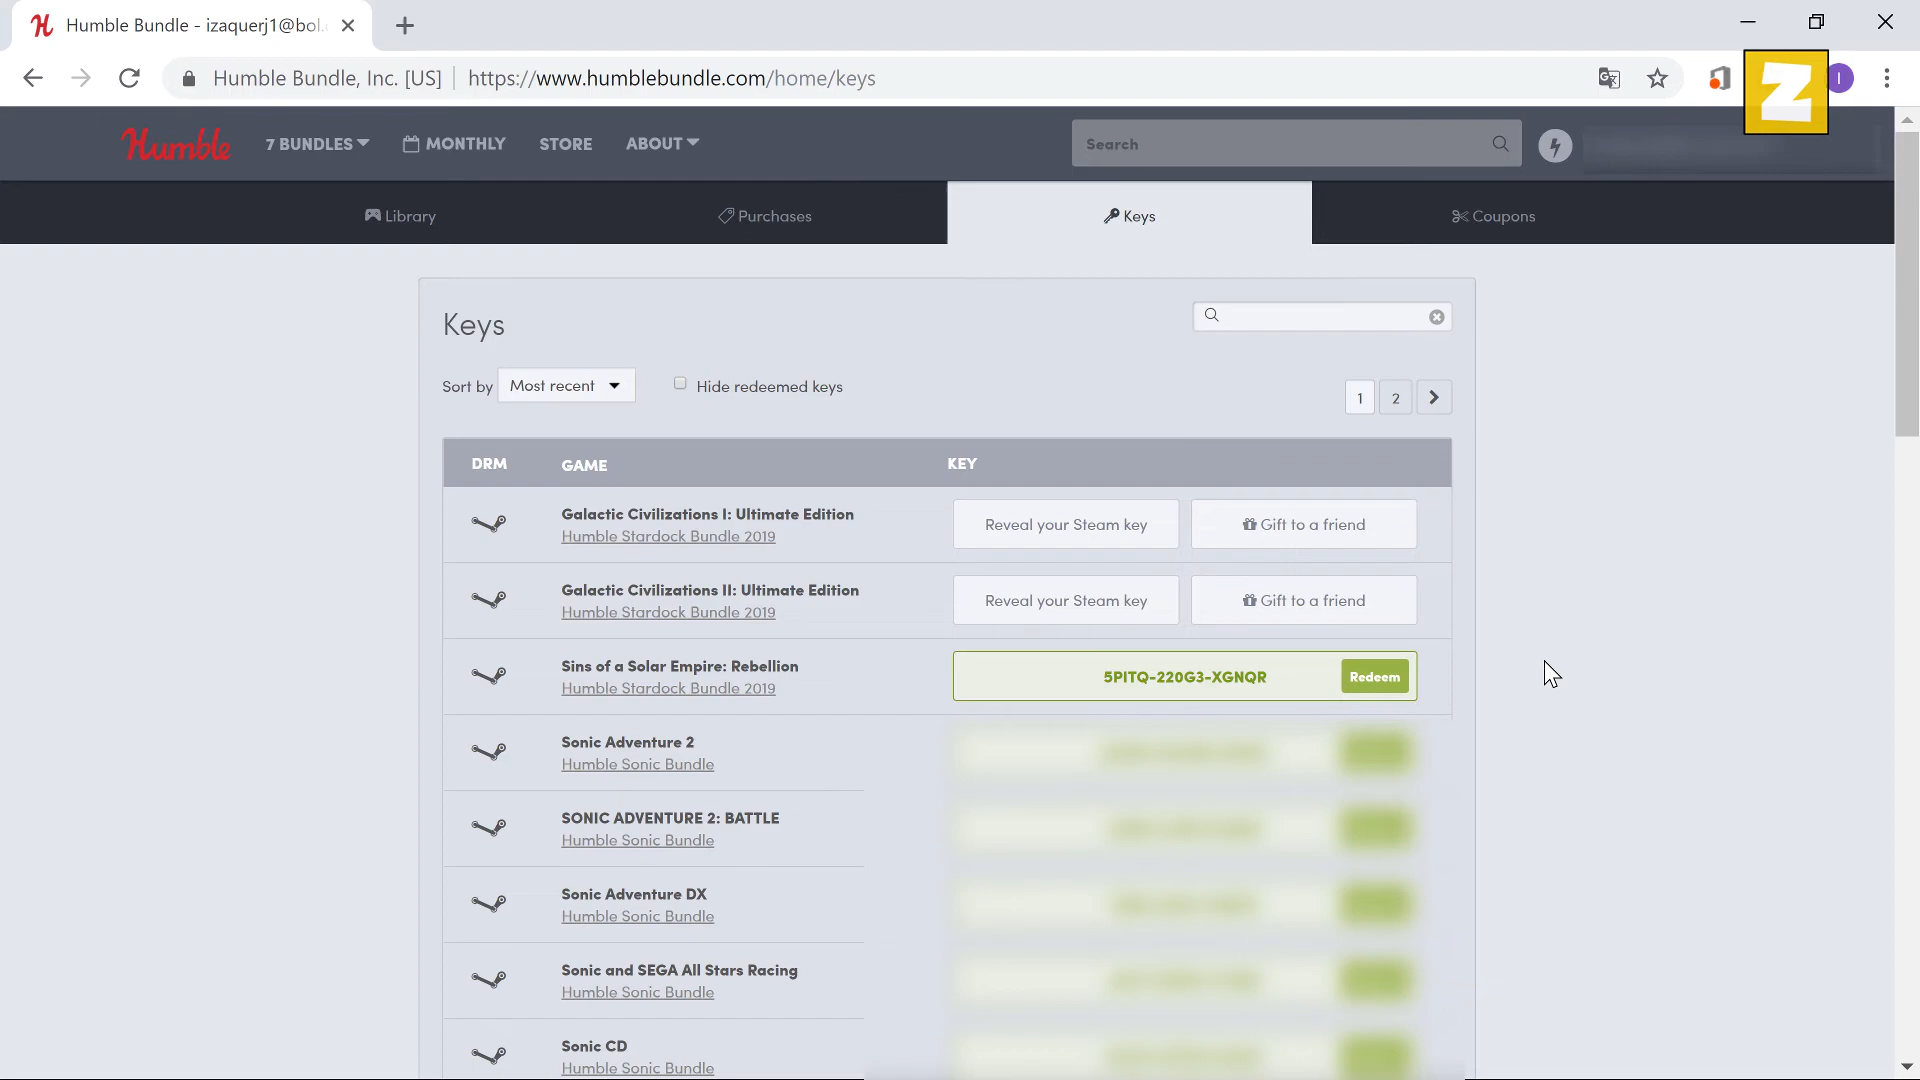 Humble Bundle - izaquerj1@bol.
Humble Bundle, Inc. [US] https://www.humblebundle.com/home/keys
I
Z
Humble 7 BUNDLES MONTHLY STORE ABOUT Search
Library Purchases Keys Coupons
Keys
Sort by Most recent Hide redeemed keys
1 2
DRM GAME KEY
Galactic Civilizations I: Ultimate Edition
Humble Stardock Bundle 2019
Reveal your Steam key Gift to a friend
Galactic Civilizations II: Ultimate Edition
Humble Stardock Bundle 2019
Reveal your Steam key Gift to a friend
Sins of a Solar Empire: Rebellion
Humble Stardock Bundle 2019
5PITQ-220G3-XGNQR Redeem
Sonic Adventure 2
Humble Sonic Bundle
SONIC ADVENTURE 2: BATTLE
Humble Sonic Bundle
Sonic Adventure DX
Humble Sonic Bundle
Sonic and SEGA All Stars Racing
Humble Sonic Bundle
Sonic CD
Humble Sonic Bundle